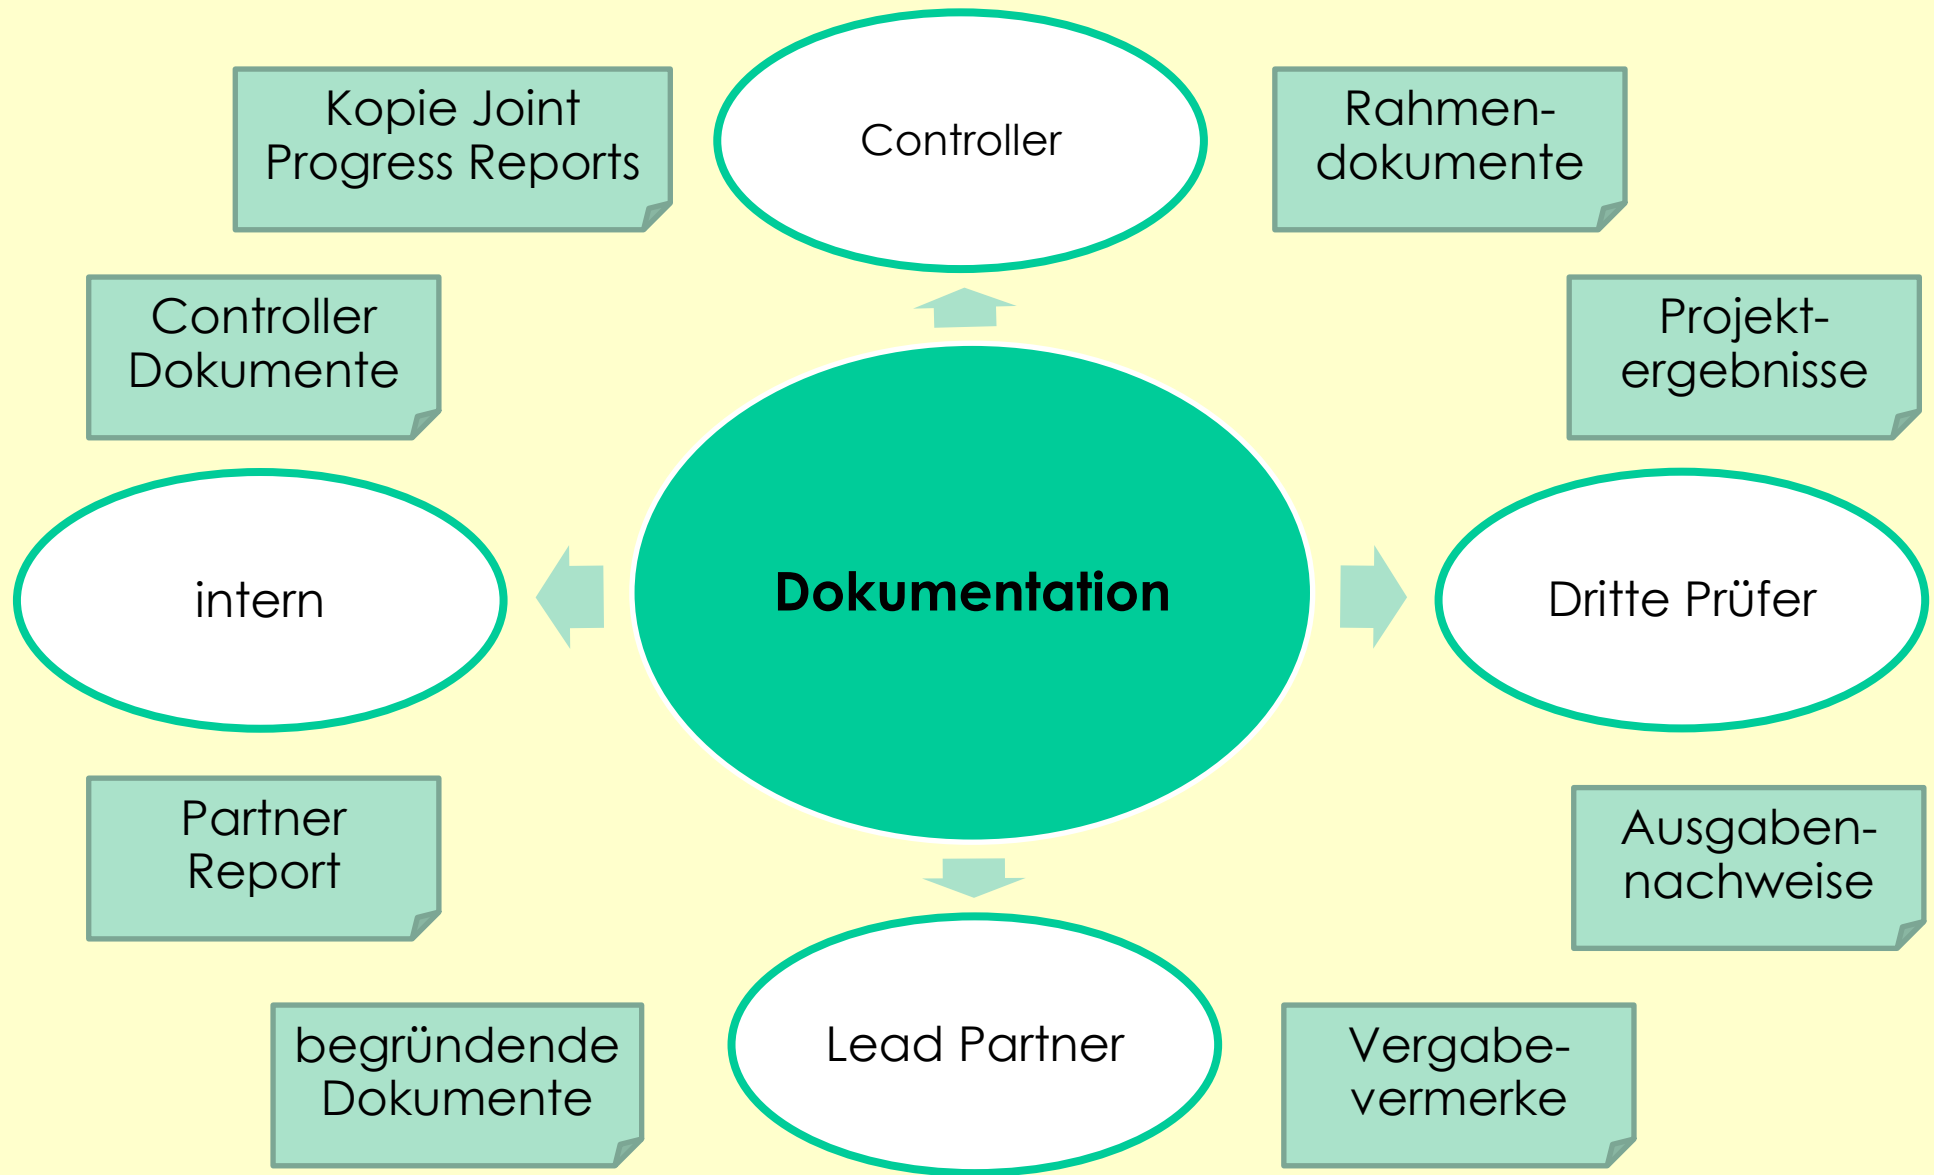 Kopie Joint
Progress Reports
Controller
Rahmen-
dokumente
Controller
Dokumente
Projekt-
ergebnisse
intern
Dokumentation
Dritte Prüfer
Partner
Report
Ausgaben-
nachweise
begründende
Dokumente
Lead Partner
Vergabe-
vermerke